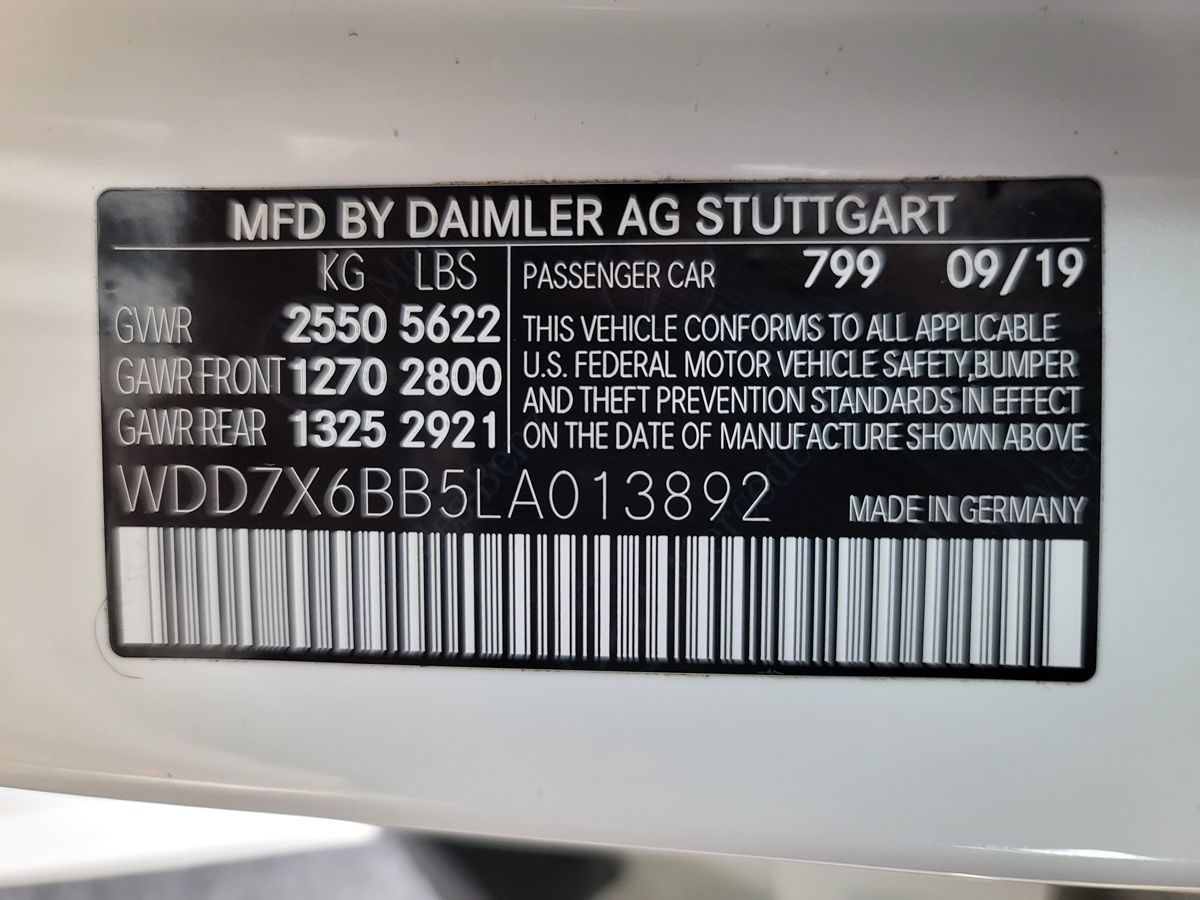 MFD BY DAIMLER AG STUTTGART
KG LBS
GVWR 2550 5622
GAWR FRONT 1270 2800
GAWR REAR 1325 2921
PASSENGER CAR 799 09/19
THIS VEHICLE CONFORMS TO ALL APPLICABLE
U.S. FEDERAL MOTOR VEHICLE SAFETY,BUMPER
AND THEFT PREVENTION STANDARDS IN EFFECT
ON THE DATE OF MANUFACTURE SHOWN ABOVE
WDD7X6BB5LA013892
MADE IN GERMANY